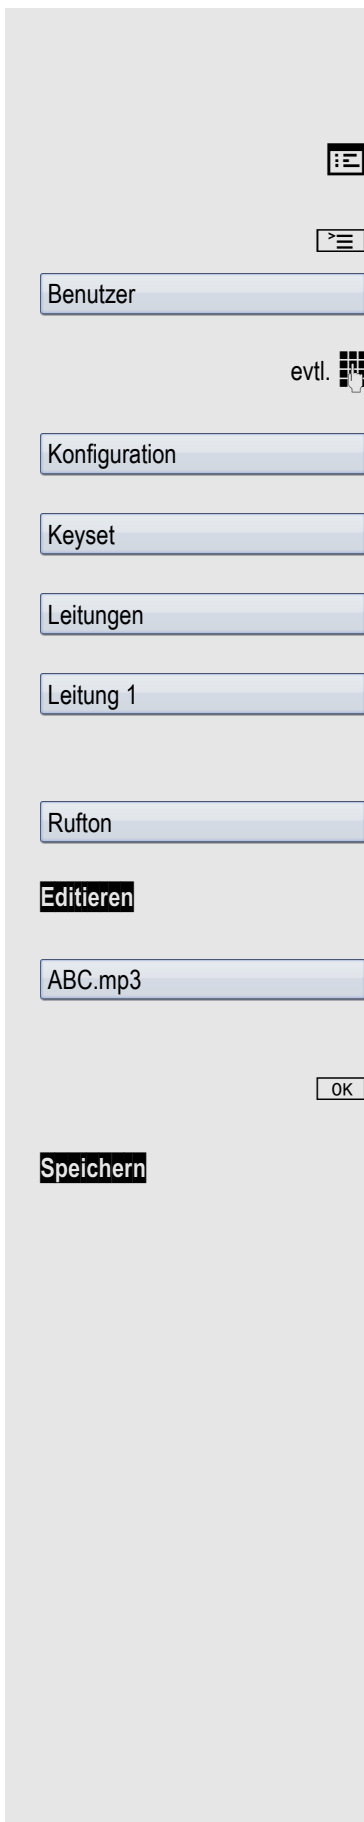 Benutzer
evtl.
Konfiguration
Keyset
Leitungen
Leitung 1
Rufton
Editieren
ABC.mp3
OK
Speichern